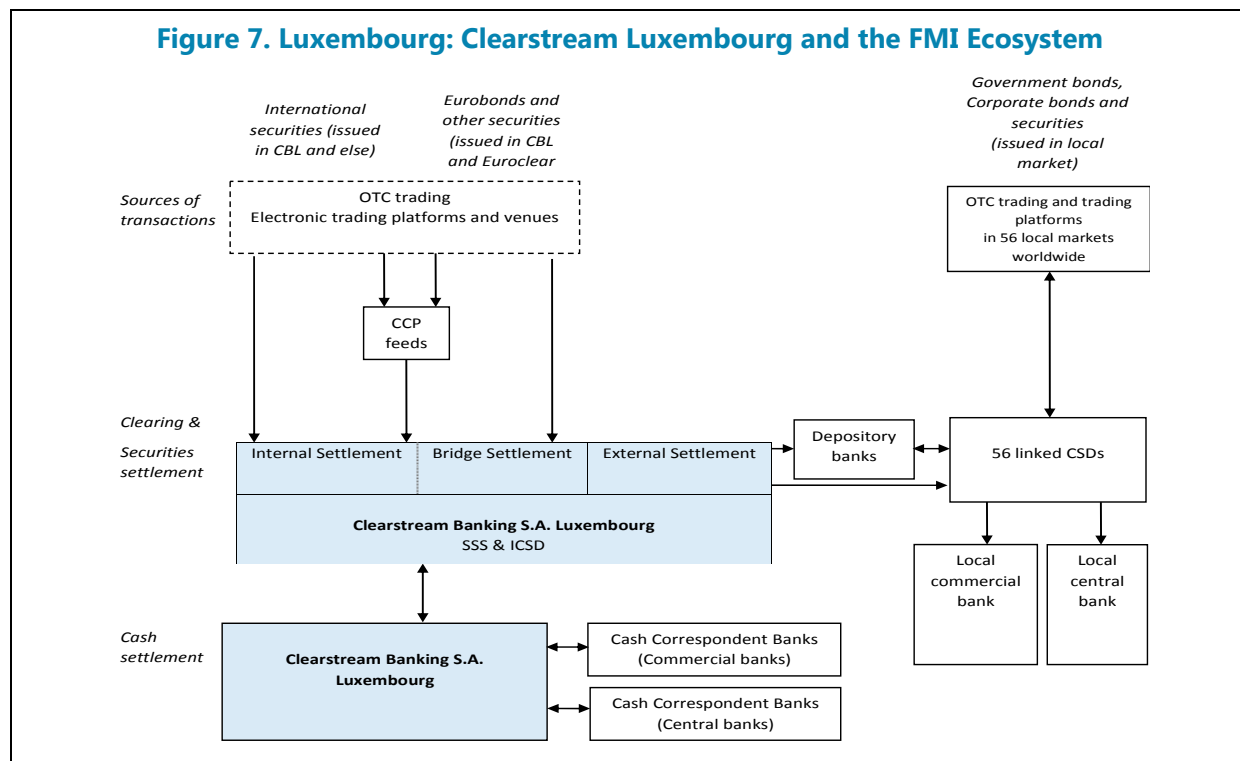 Figure 7. Luxembourg: Clearstream Luxembourg and the FMI Ecosystem
International
securities (issued
in CBL and else)
Eurobonds and
other securities
(issued in CBL
and Euroclear
Government bonds,
Corporate bonds and
securities
(issued in local
market)
Sources of
transactions
OTC trading
Electronic trading platforms and venues
OTC trading and trading
platforms
in 56 local markets
worldwide
CCP
feeds
Clearing &
Securities
settlement
Internal Settlement
Bridge Settlement
External Settlement
Depository
banks
56 linked CSDs
Clearstream Banking S.A. Luxembourg
SSS & ICSD
Local
commercial
bank
Local
central
bank
Cash
settlement
Clearstream Banking S.A.
Luxembourg
Cash Correspondent Banks
(Commercial banks)
Cash Correspondent Banks
(Central banks)